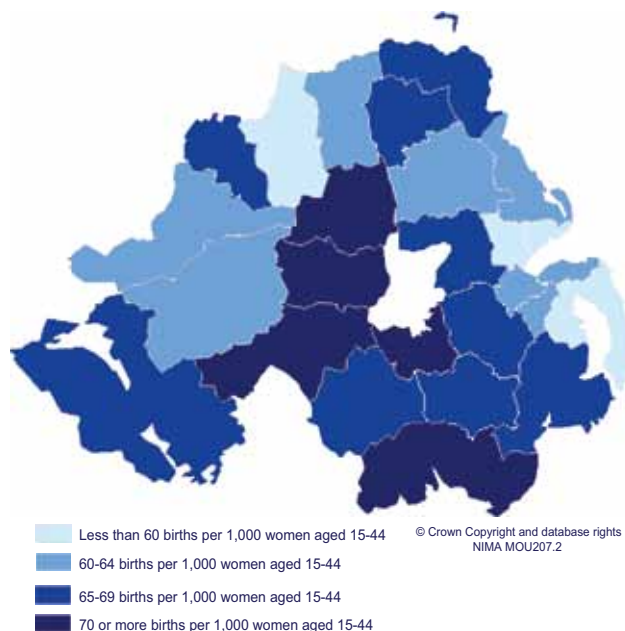 Less than 60 births per 1,000 women aged 15-44
60-64 births per 1,000 women aged 15-44
65-69 births per 1,000 women aged 15-44
70 or more births per 1,000 women aged 15-44
© Crown Copyright and database rights
NIMA MOU207.2